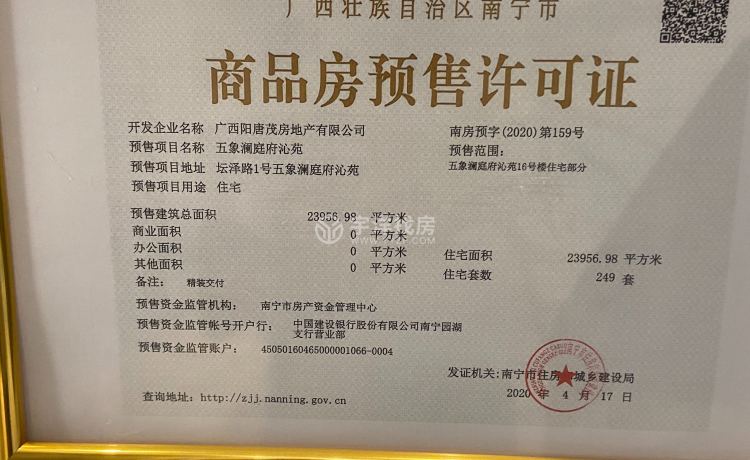 广西壮族自治区南宁市
商品房预售许可证
开发企业名称 广西阳唐茂房地产有限公司 南房预字(2020)第159号
预售项目名称 五象澜庭府沁苑 预售范围:
预售项目地址 坛泽路1号五象澜庭府沁苑 五象澜庭府沁苑16号楼住宅部分
预售项目用途 住宅
预售建筑总面积 23956.98 平方米
商业面积 0 平方米
办公面积 0 平方米 住宅面积 23956.98 平方米
其他面积 0 平方米 住宅套数 249 套
备注: 精装交付
预售资金监管机构: 南宁市房产资金管理中心
预售资金监管帐号开户行: 中国建设银行股份有限公司南宁园湖
支行营业部
预售资金监管账户: 45050160465000001066-0004
发证机关: 南宁市住房 城乡建设局
2020 年 4 月 17 日
查询地址: http://zjj.nanning.gov.cn